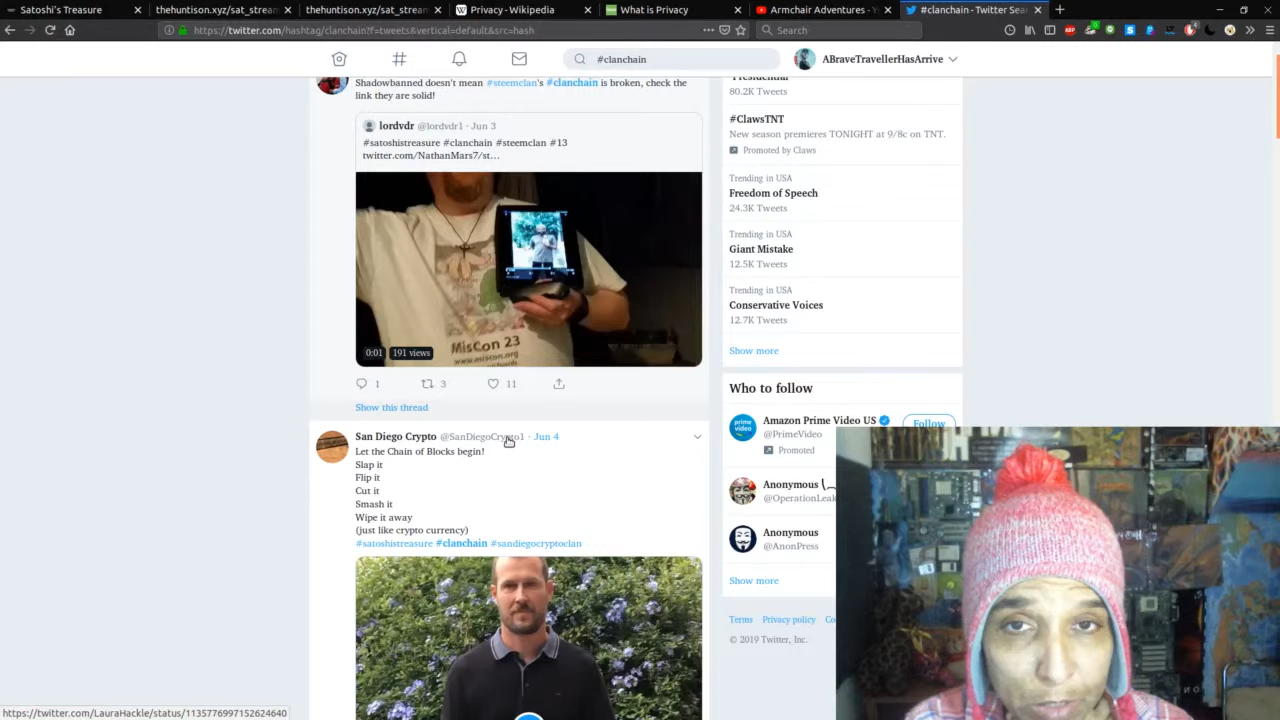 Satoshi's Treasure
thehuntison.xyz/sat_stream
thehuntison.xyz/sat_stream
Privacy - Wikipedia
What is Privacy
Armchair Adventures - Y
#clanchain - Twitter Sea
https://twitter.com/hashtag/clanchain?f=tweets&vertical=default&src=hash
Search
#clanchain
ABraveTravellerHasArrive
Shadowbanned doesn't mean #steemclan's #clanchain is broken, check the
link they are solid!
lordvdr @lordvdr1 · Jun 3
#satoshistreasure #clanchain #steemclan #13
twitter.com/NathanMars7/st…
MisCon 23
www.miscon.org
0:01 191 views
1 3 11
Show this thread
San Diego Crypto @SanDiegoCrypto1 · Jun 4
Let the Chain of Blocks begin!
Slap it
Flip it
Cut it
Smash it
Wipe it away
(just like crypto currency)
#satoshistreasure #clanchain #sandiegocryptoclan
Presidential
80.2K Tweets
#ClawsTNT
New season premieres TONIGHT at 9/8c on TNT.
Promoted by Claws
Trending in USA
Freedom of Speech
24.3K Tweets
Trending in USA
Giant Mistake
12.5K Tweets
Trending in USA
Conservative Voices
12.7K Tweets
Show more
Who to follow
Amazon Prime Video US
@PrimeVideo
Follow
Promoted
Anonymous
@OperationLeak
Anonymous
@AnonPress
Show more
Terms Privacy policy Co
© 2019 Twitter, Inc.
https://twitter.com/LauraHackle/status/1135776997152624640